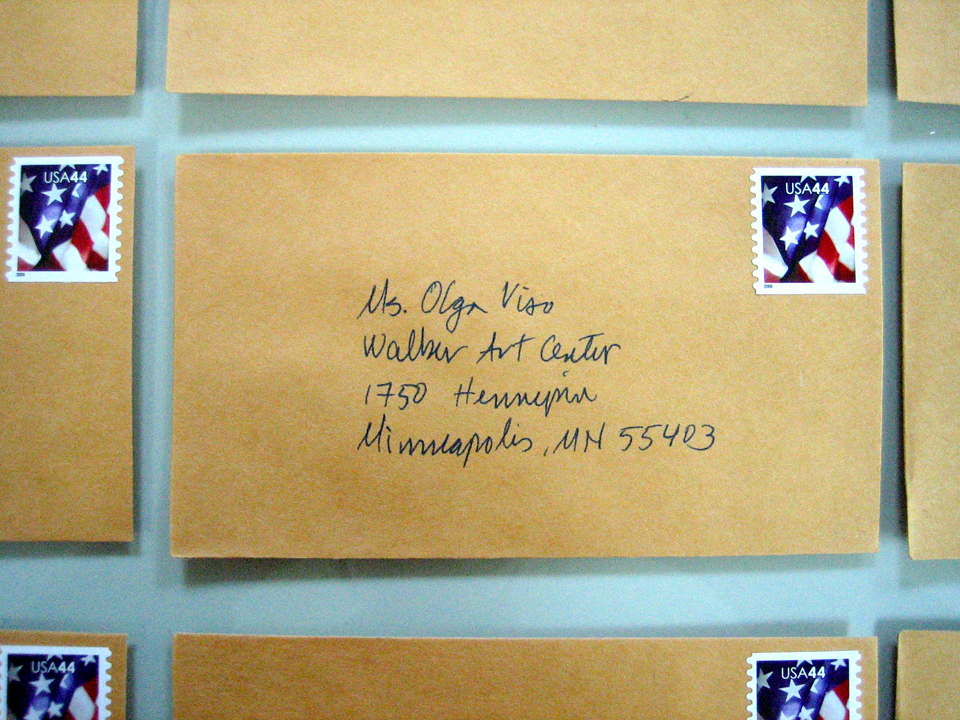 USA44
USA44
Ms. Olga Viso
Walker Art Center
1750 Hennepin
Minneapolis, MN 55403
USA44
USA44